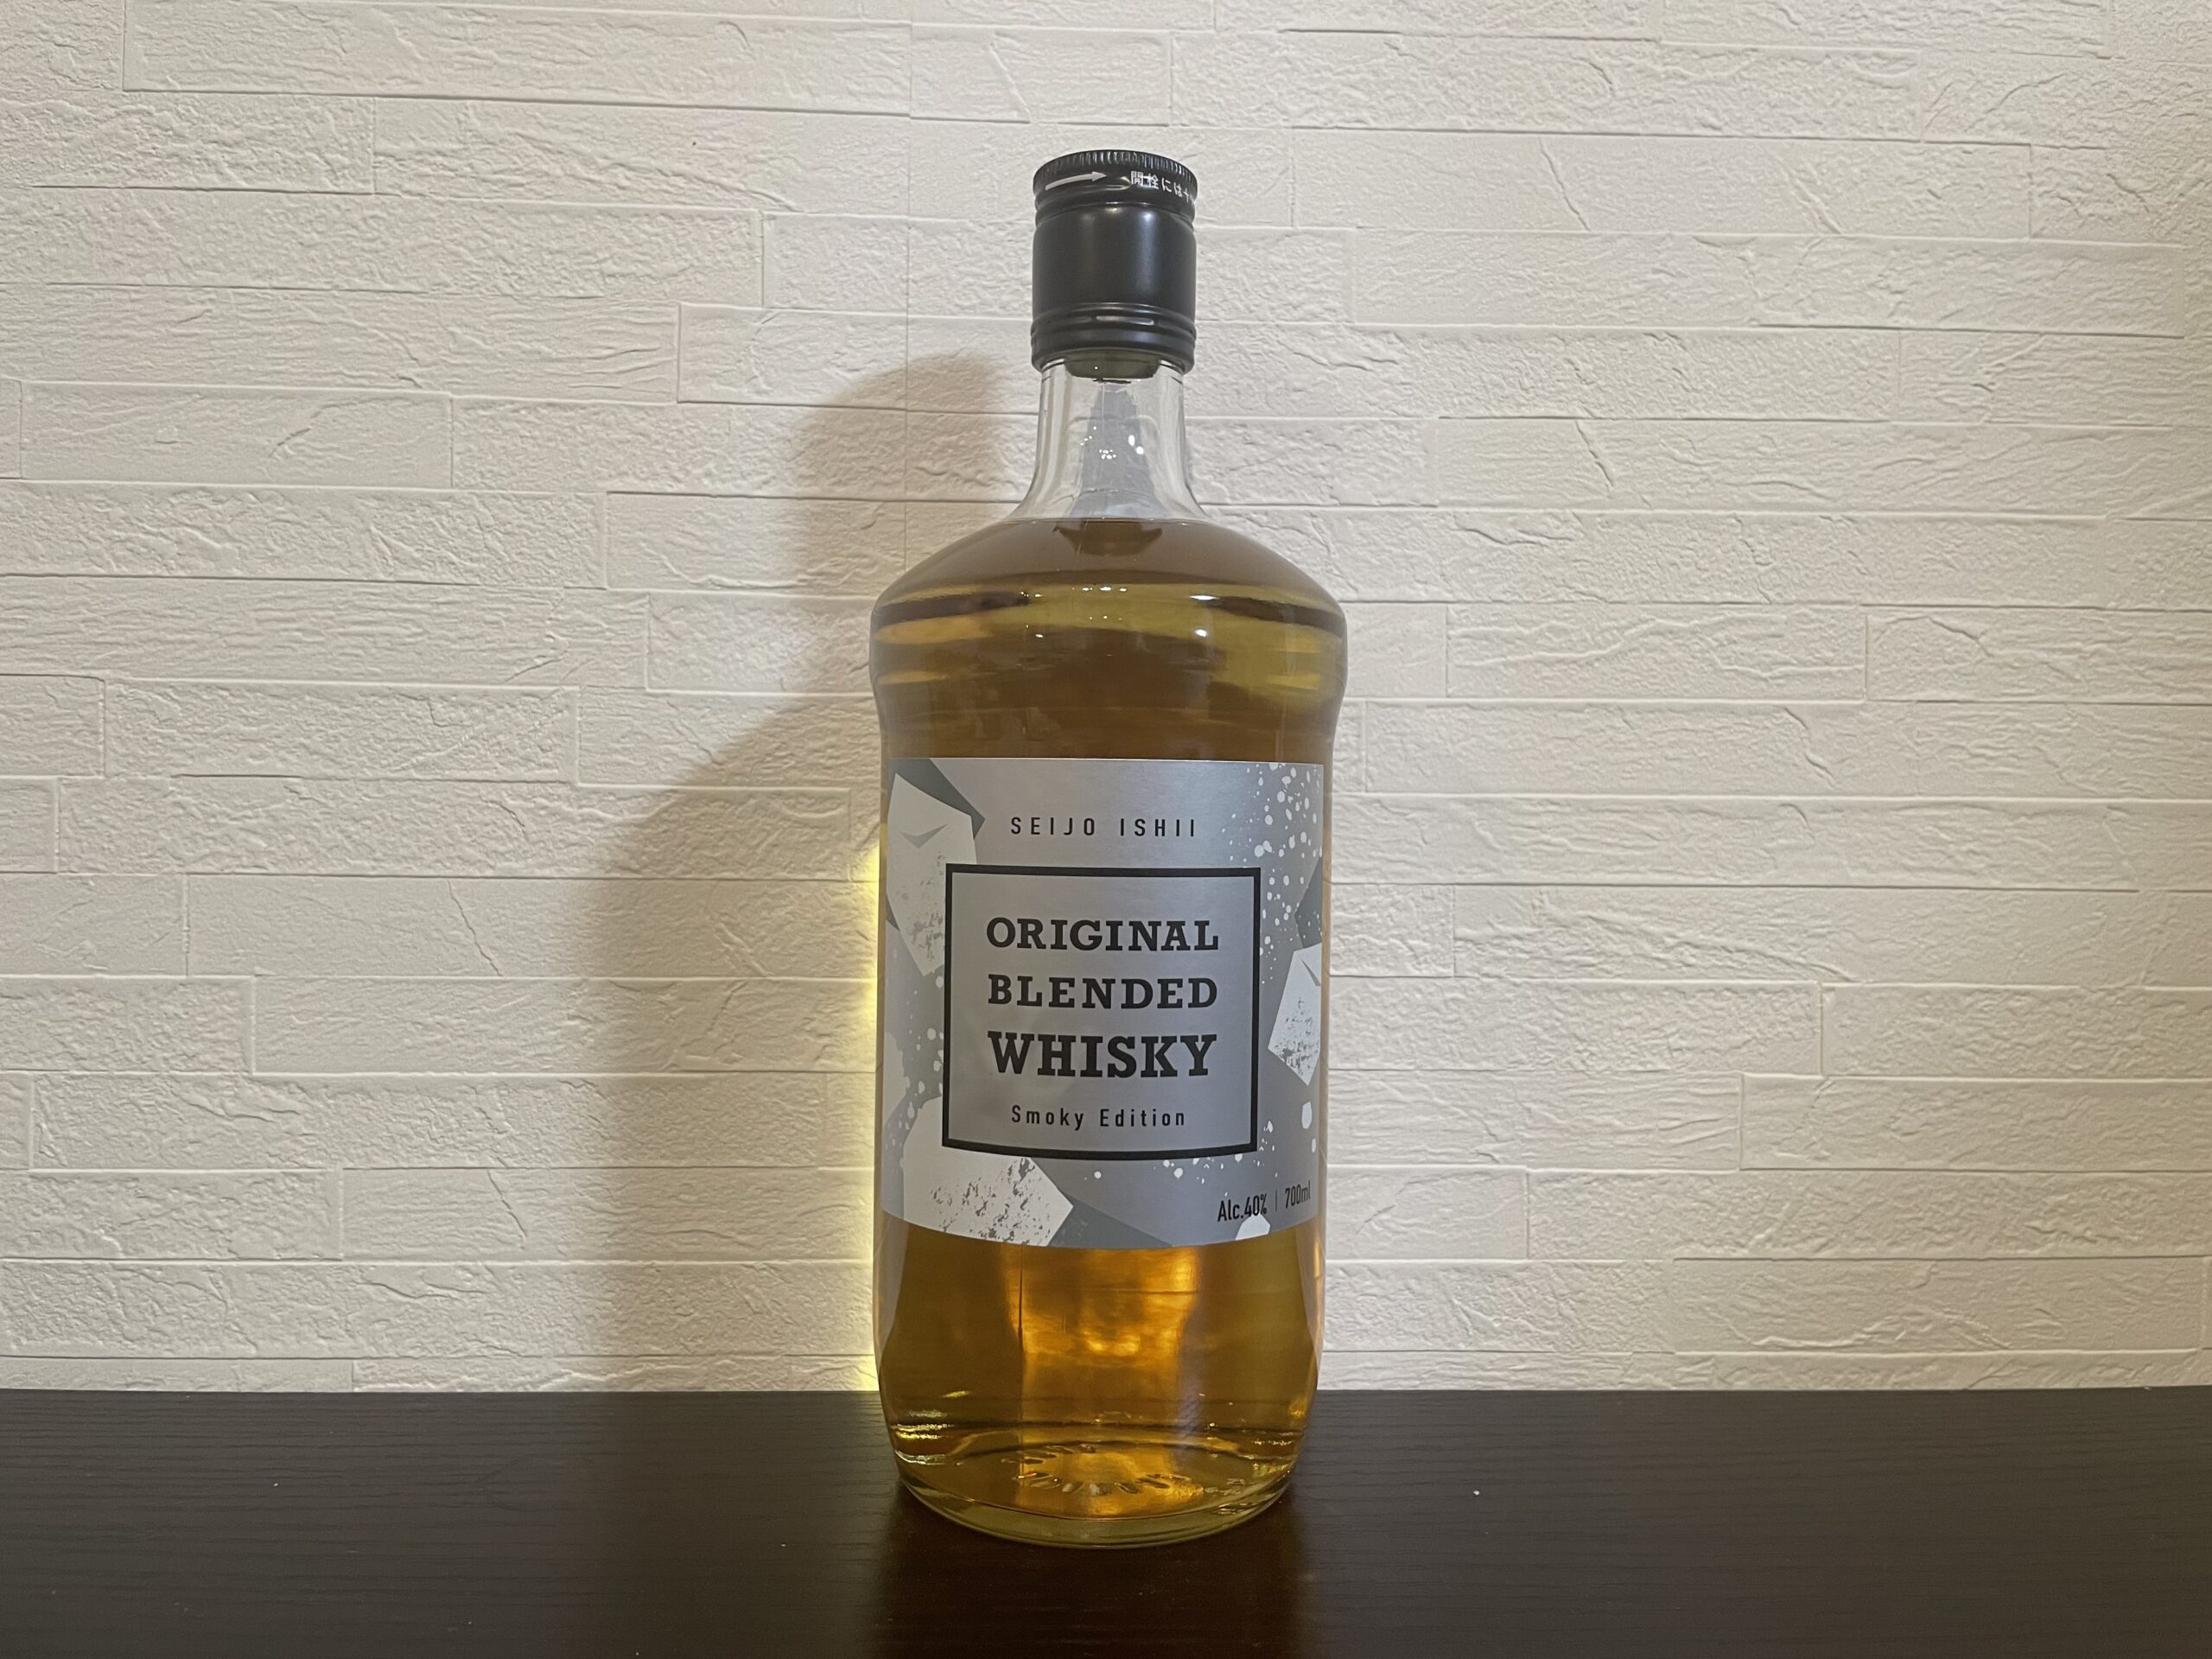 開栓には
SEIJO ISHII
ORIGINAL
BLENDED
WHISKY
Smoky Edition
Alc.40% | 700ml